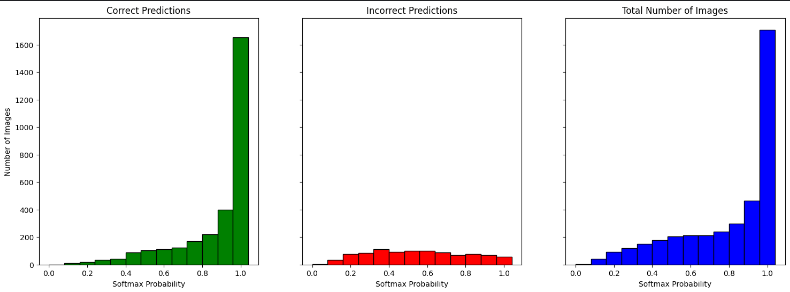 Correct Predictions
Incorrect Predictions
Total Number of Images
Number of Images
1600
1400
1200
1000
800
600
400
200
0
0.0 0.2 0.4 0.6 0.8 1.0
0.0 0.2 0.4 0.6 0.8 1.0
0.0 0.2 0.4 0.6 0.8 1.0
Softmax Probability
Softmax Probability
Softmax Probability